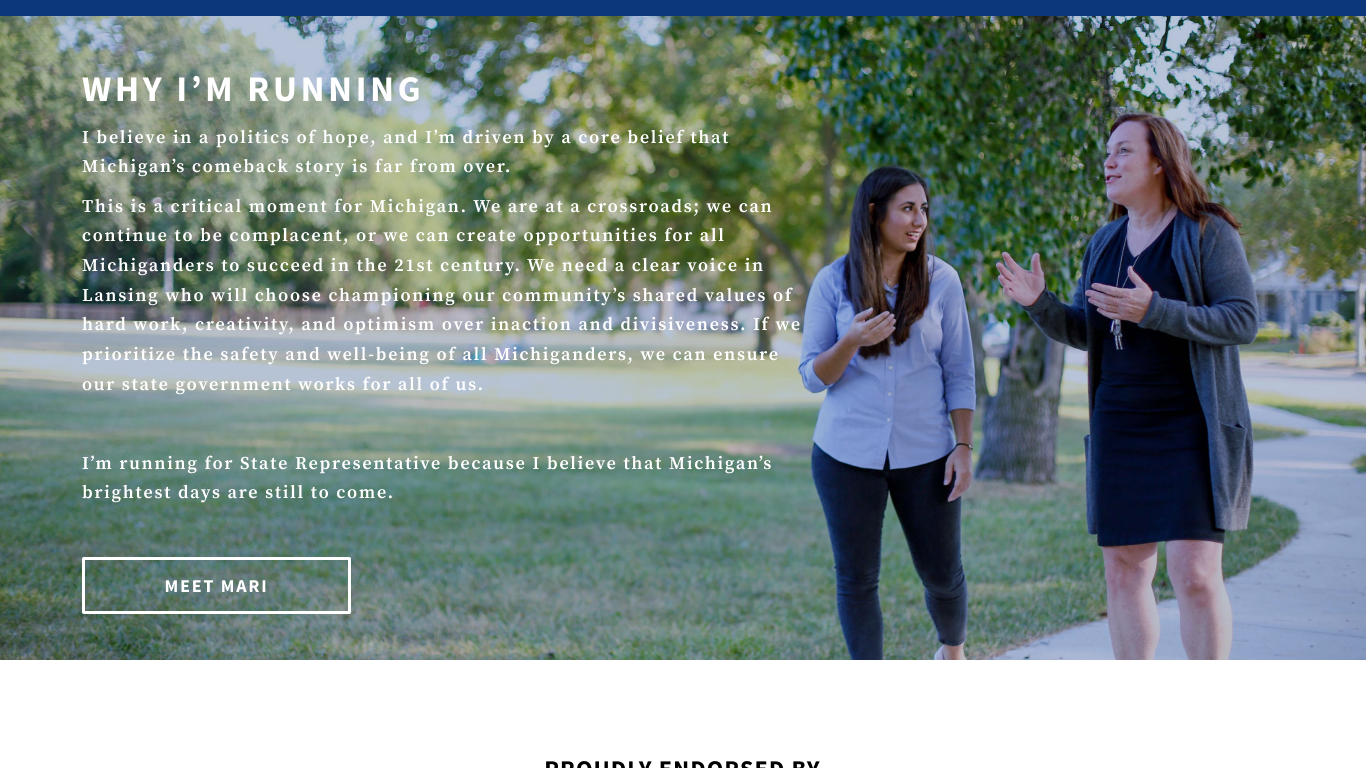 WHY I’M RUNNING
I believe in a politics of hope, and I’m driven by a core belief that
Michigan’s comeback story is far from over.
This is a critical moment for Michigan. We are at a crossroads; we can
continue to be complacent, or we can create opportunities for all
Michiganders to succeed in the 21st century. We need a clear voice in
Lansing who will choose championing our community’s shared values of
hard work, creativity, and optimism over inaction and divisiveness. If we
prioritize the safety and well-being of all Michiganders, we can ensure
our state government works for all of us.
I’m running for State Representative because I believe that Michigan’s
brightest days are still to come.
MEET MARI
PROUDLY ENDORSED BY